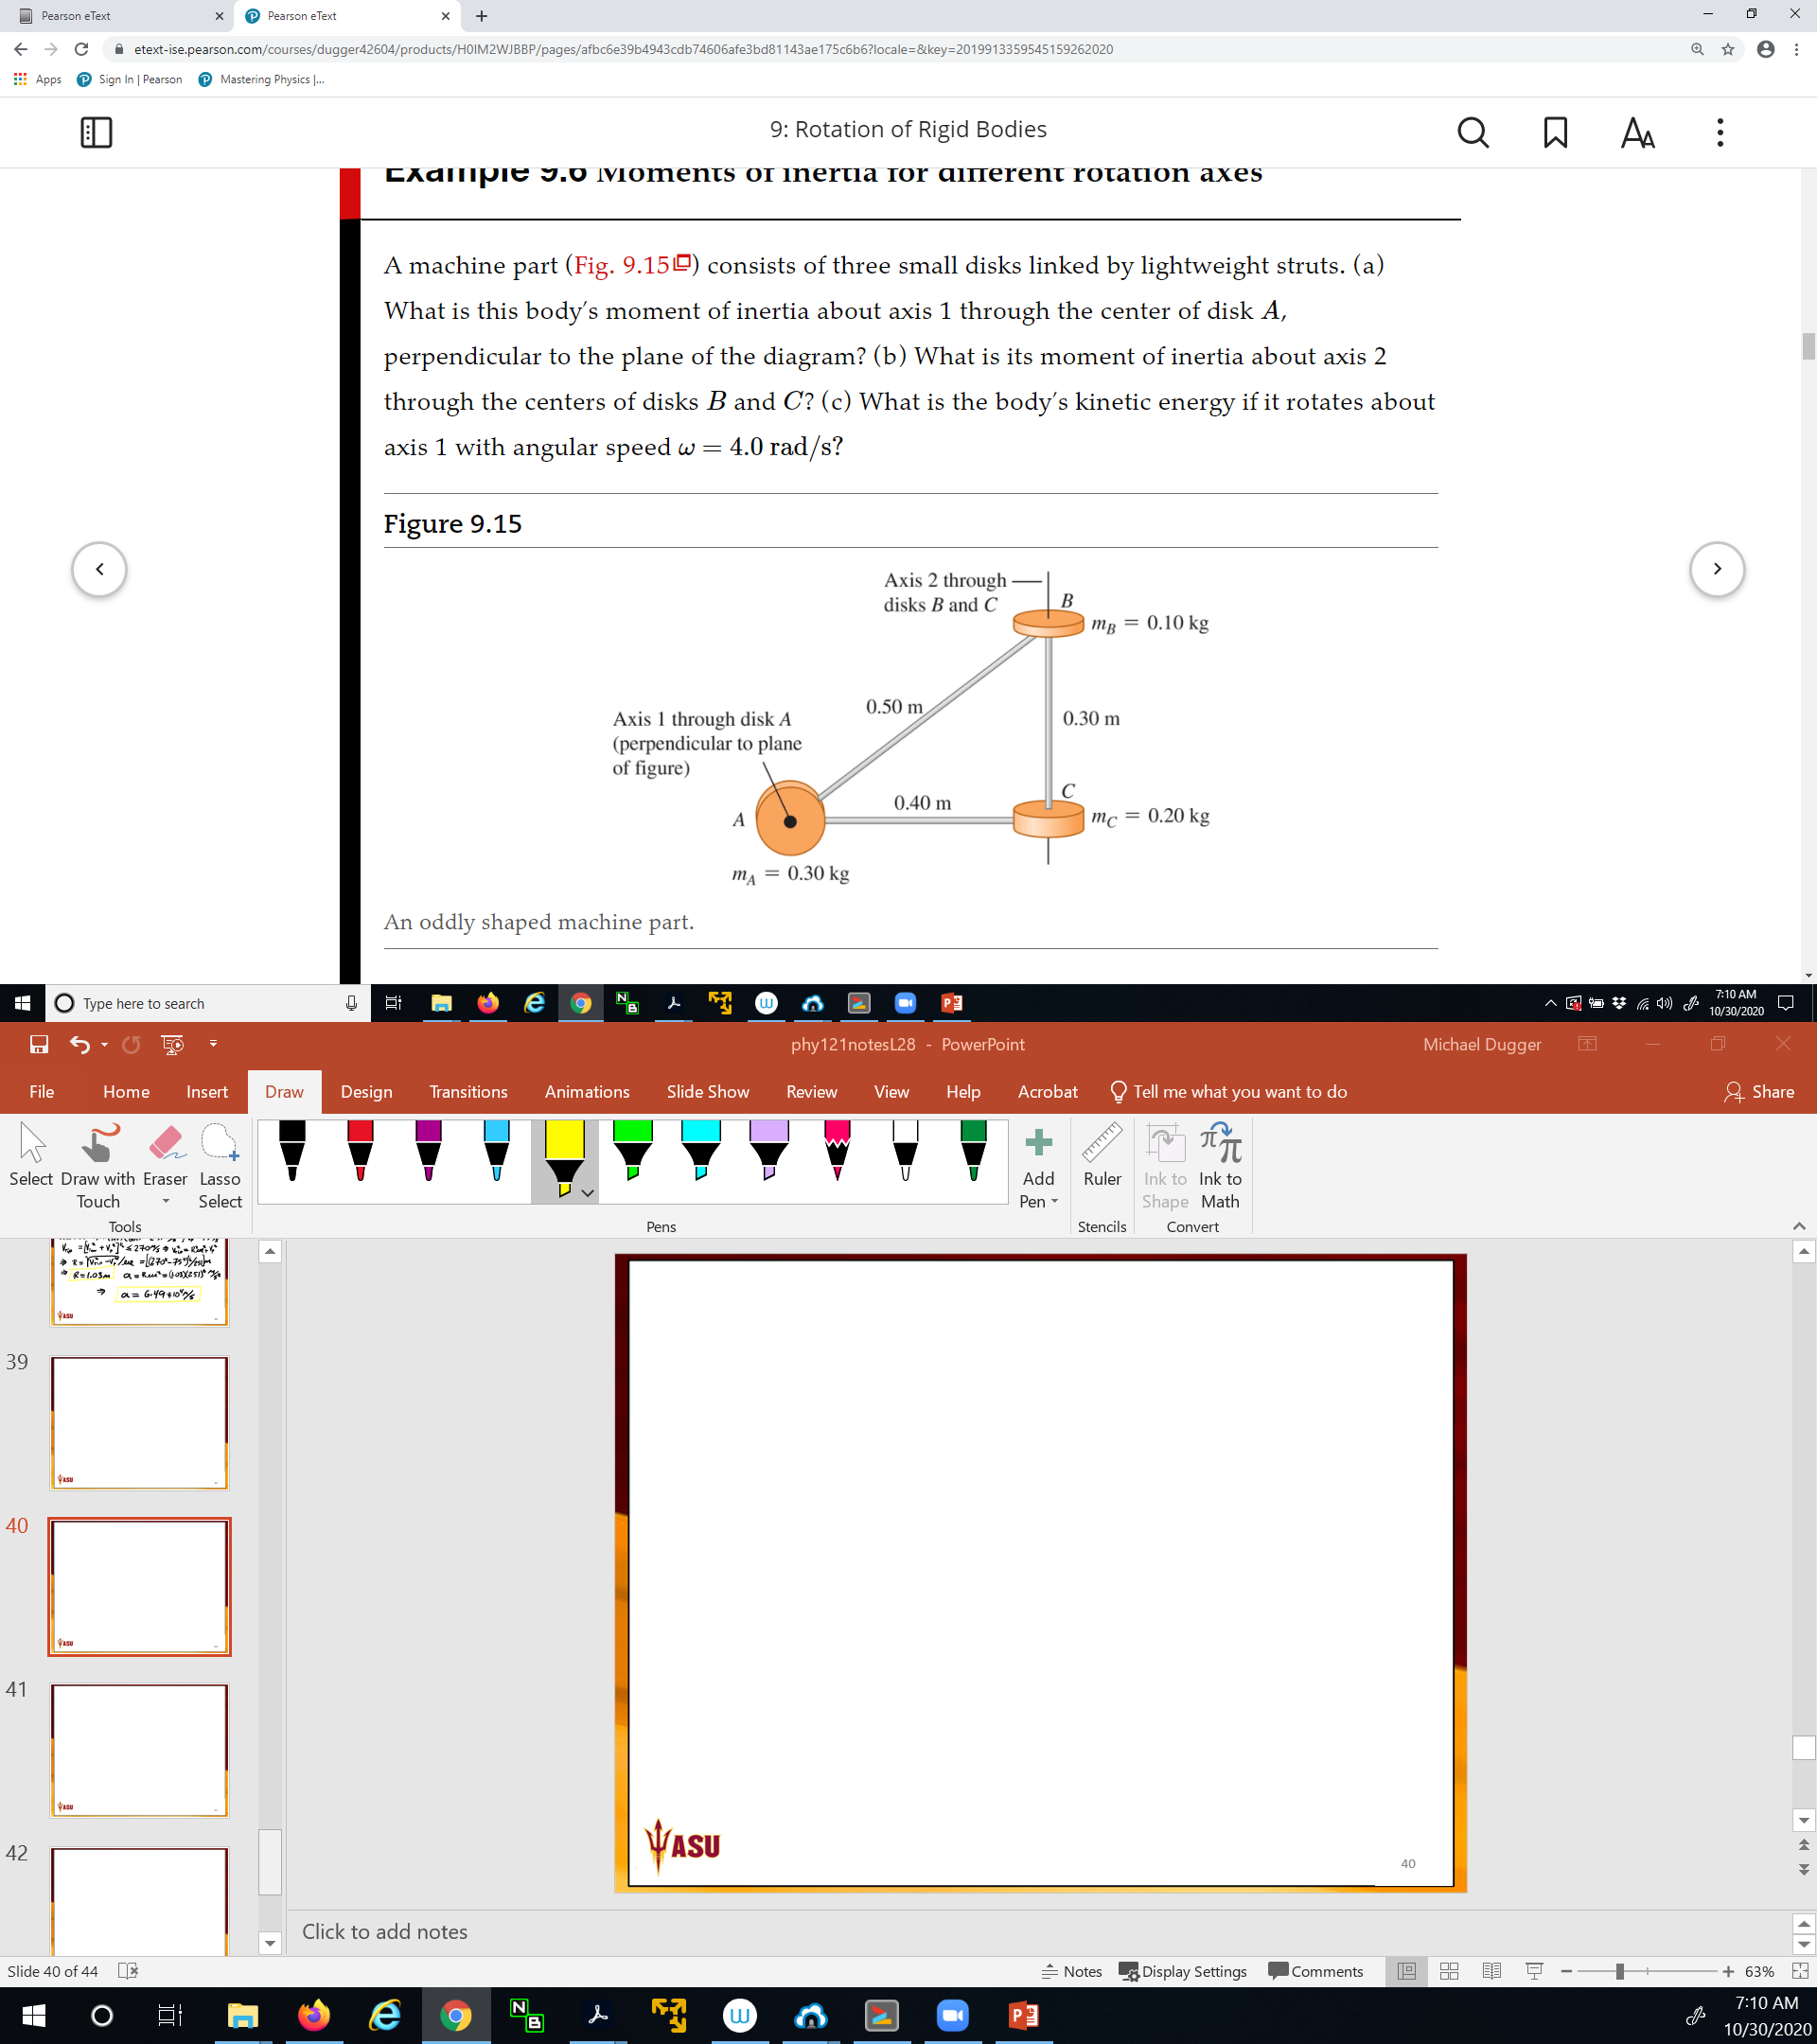 Pearson eText
Pearson eText
etext-ise.pearson.com/courses/dugger42604/products/H0IM2WJBBP/pages/afbc6e39b4943cdb74606afe3bd81143ae175c6b6?locale=&key=2019913359545159262020
Apps Sign In | Pearson Mastering Physics |...
9: Rotation of Rigid Bodies
Example 9.6 Moments of inertia for different rotation axes
A machine part (Fig. 9.15) consists of three small disks linked by lightweight struts. (a)
What is this body’s moment of inertia about axis 1 through the center of disk A,
perpendicular to the plane of the diagram? (b) What is its moment of inertia about axis 2
through the centers of disks B and C? (c) What is the body’s kinetic energy if it rotates about
axis 1 with angular speed ω = 4.0 rad/s?
Figure 9.15
Axis 2 through
disks B and C
B
m_B = 0.10 kg
0.50 m
0.30 m
Axis 1 through disk A
(perpendicular to plane
of figure)
C
0.40 m
A
m_C = 0.20 kg
m_A = 0.30 kg
An oddly shaped machine part.
Type here to search
7:10 AM
10/30/2020
phy121notesL28 - PowerPoint
Michael Dugger
File Home Insert Draw Design Transitions Animations Slide Show Review View Help Acrobat Tell me what you want to do Share
Select Draw with Touch Eraser Lasso Select
Add Pen
Ruler
Ink to Shape
Ink to Math
Tools Pens Stencils Convert
R=1.03m
ASU
39
ASU
40
ASU
41
ASU
42
ASU
40
Click to add notes
Slide 40 of 44
Notes Display Settings Comments 63%
7:10 AM
10/30/2020